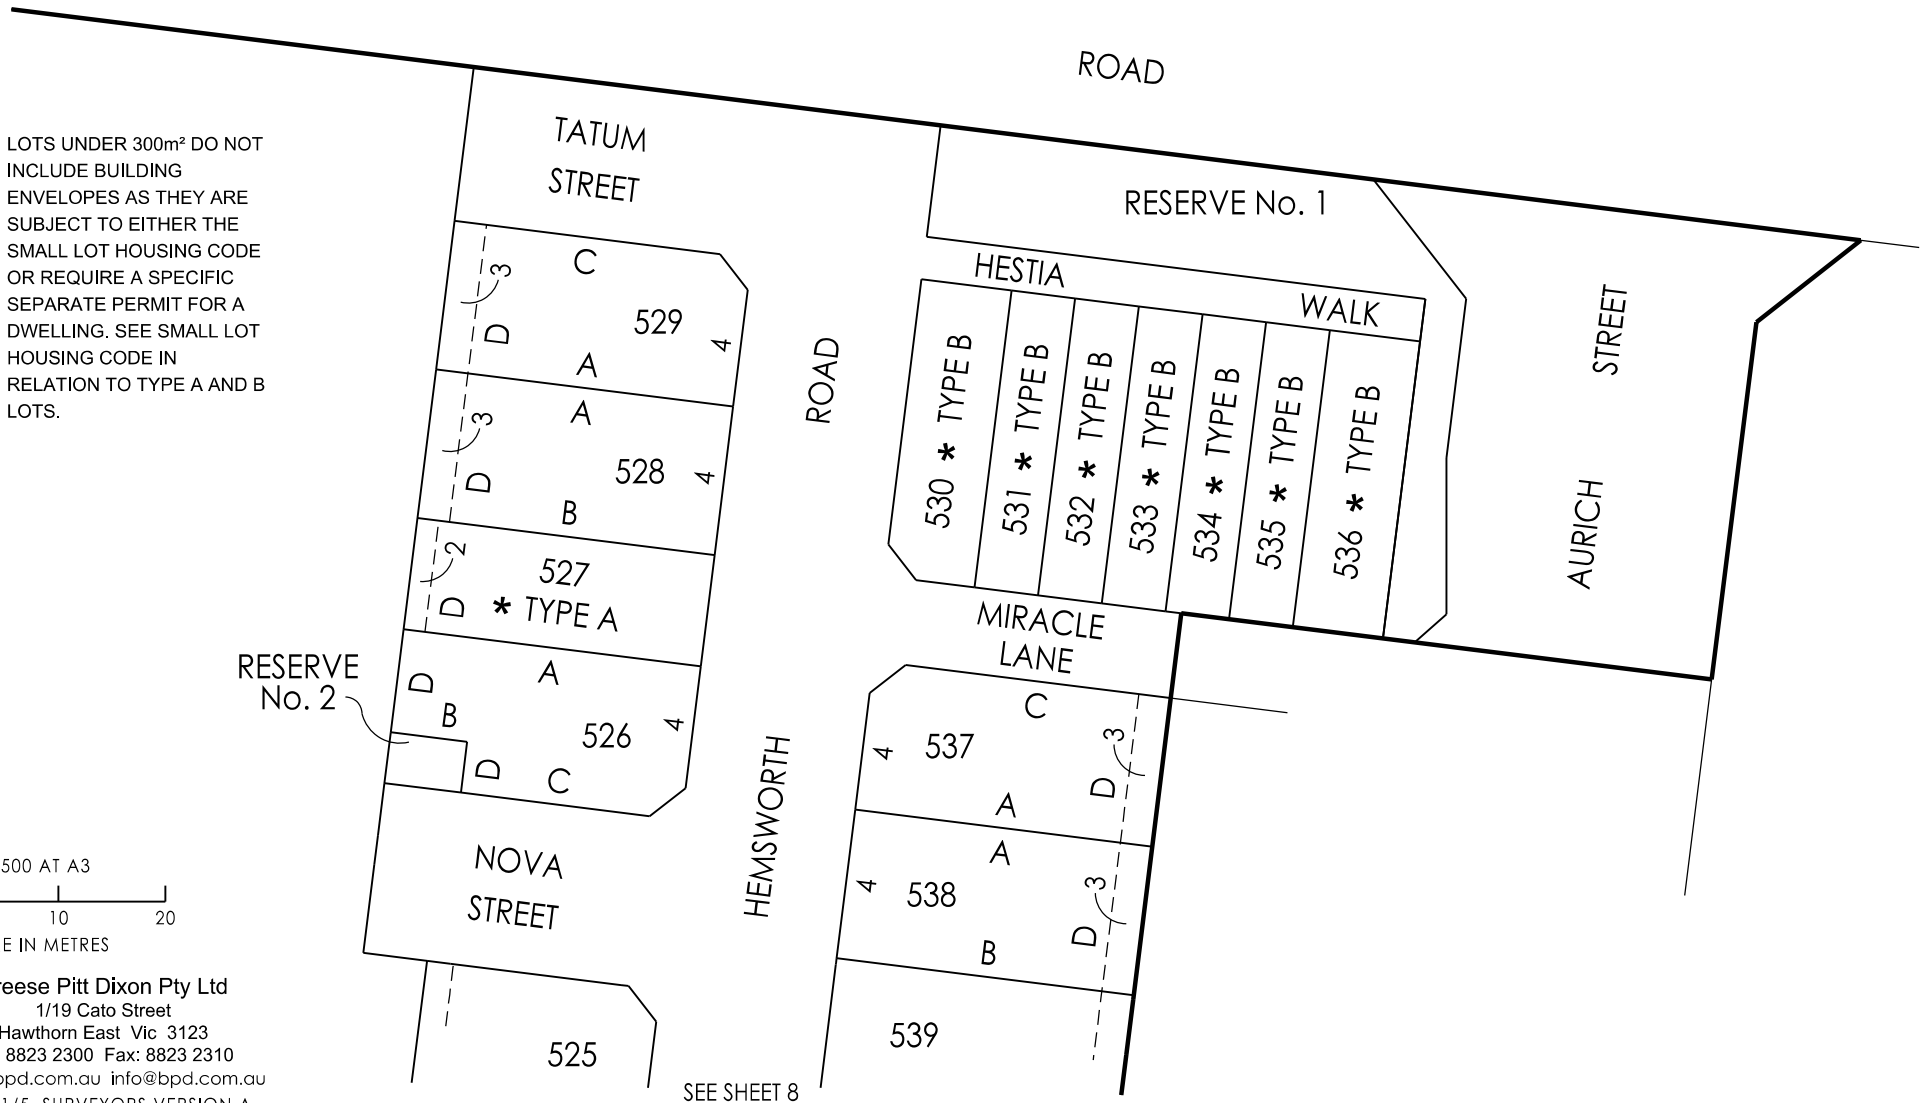 ROAD
LOTS UNDER 300m² DO NOT
INCLUDE BUILDING
ENVELOPES AS THEY ARE
SUBJECT TO EITHER THE
SMALL LOT HOUSING CODE
OR REQUIRE A SPECIFIC
SEPARATE PERMIT FOR A
DWELLING. SEE SMALL LOT
HOUSING CODE IN
RELATION TO TYPE A AND B
LOTS.
TATUM
STREET
RESERVE No. 1
HESTIA
WALK
C
3
529
D
4
A
A
3
528
4
D
B
2
527
D
* TYPE A
RESERVE
No. 2
A
D
B
526
4
D
C
ROAD
HEMSWORTH
530 * TYPE B
531 * TYPE B
532 * TYPE B
533 * TYPE B
534 * TYPE B
535 * TYPE B
536 * TYPE B
STREET
AURICH
MIRACLE
LANE
C
4
537
3
D
A
A
4
538
3
D
B
539
NOVA
STREET
525
500 AT A3
10
20
E IN METRES
reese Pitt Dixon Pty Ltd
1/19 Cato Street
Hawthorn East Vic 3123
8823 2300 Fax: 8823 2310
opd.com.au info@bpd.com.au
SURVEYORS VERSION A
SEE SHEET 8